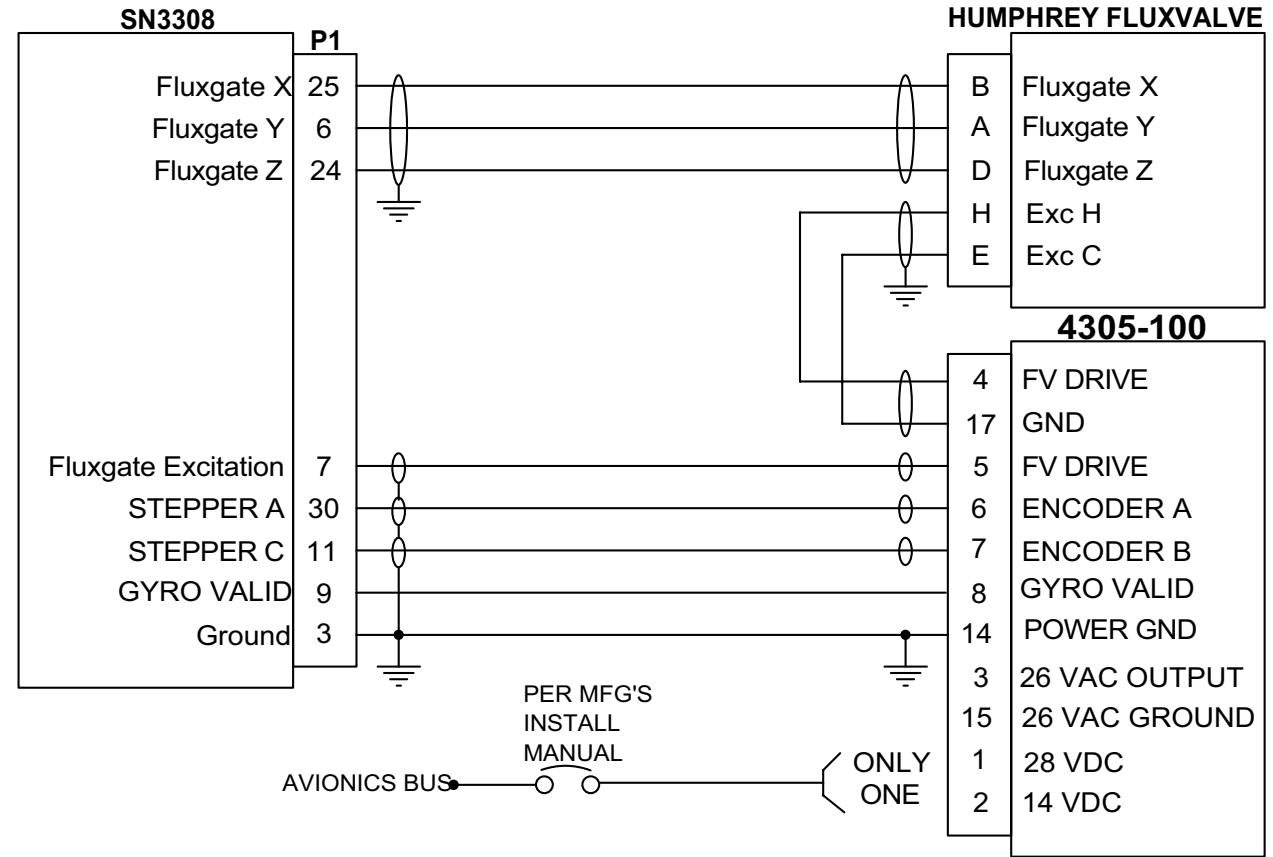 SN3308
P1
Fluxgate X 25
Fluxgate Y 6
Fluxgate Z 24
Fluxgate Excitation 7
STEPPER A 30
STEPPER C 11
GYRO VALID 9
Ground 3
HUMPHREY FLUXVALVE
B Fluxgate X
A Fluxgate Y
D Fluxgate Z
H Exc H
E Exc C
4305-100
4 FV DRIVE
17 GND
5 FV DRIVE
6 ENCODER A
7 ENCODER B
8 GYRO VALID
14 POWER GND
3 26 VAC OUTPUT
15 26 VAC GROUND
1 28 VDC
2 14 VDC
PER MFG'S
INSTALL
MANUAL
AVIONICS BUS
ONLY
ONE